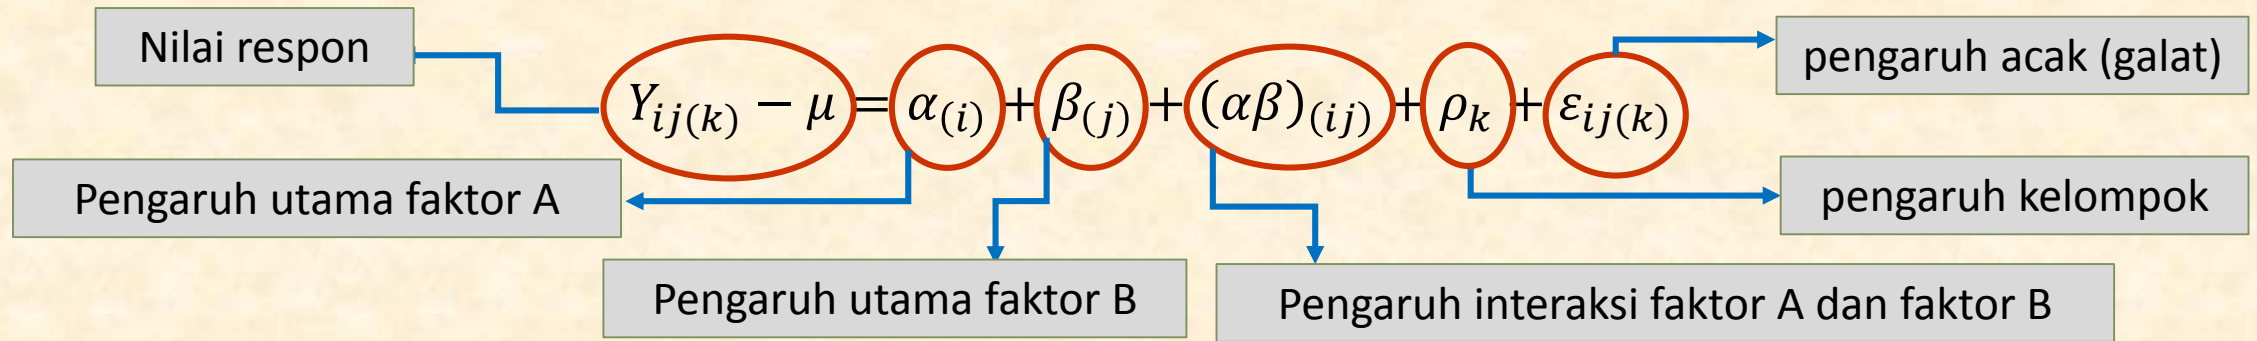 Nilai respon
pengaruh acak (galat)
Y_{ij(k)} − μ = α_{(i)} + β_{(j)} + (αβ)_{(ij)} + ρ_k + ε_{ij(k)}
Pengaruh utama faktor A
pengaruh kelompok
Pengaruh utama faktor B
Pengaruh interaksi faktor A dan faktor B